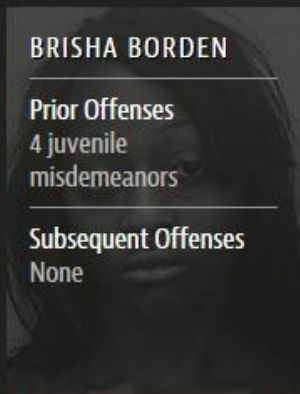 BRISHA BORDEN
Prior Offenses
4 juvenile
misdemeanors
Subsequent Offenses
None